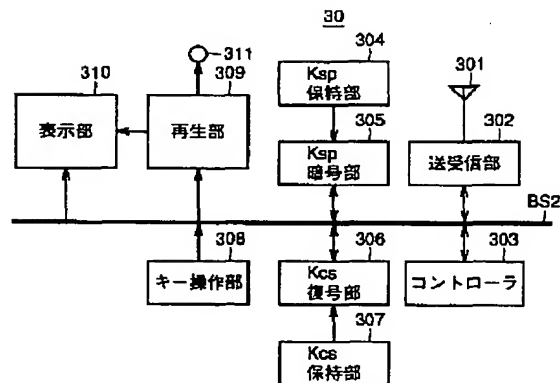 30
311
310
309
304
301
表示部
再生部
Ksp
保持部
305
302
Ksp
暗号部
送受信部
BS2
308
306
303
キー操作部
Kcs
復号部
コントローラ
307
Kcs
保持部